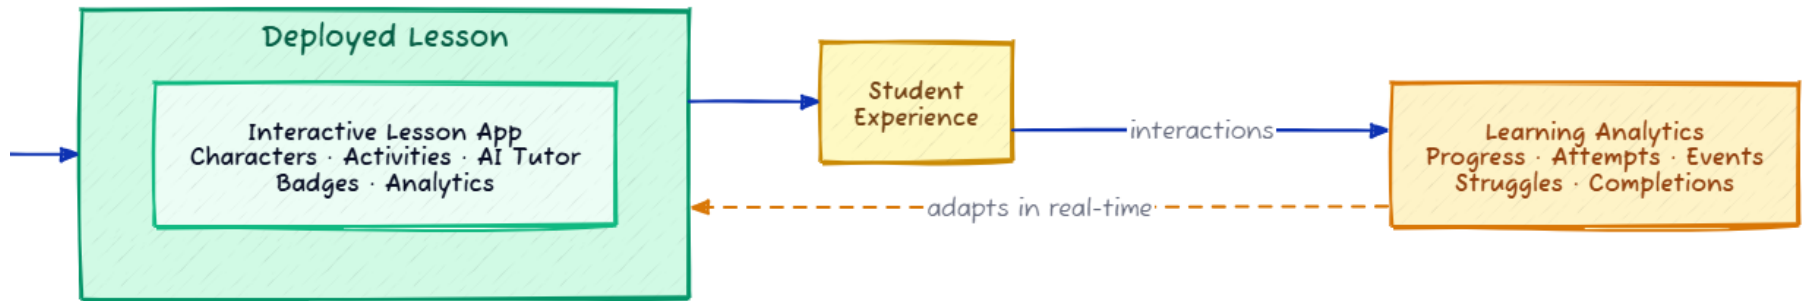 Deployed Lesson
Interactive Lesson App
Characters · Activities · AI Tutor
Badges · Analytics
Student
Experience
interactions
adapts in real-time
Learning Analytics
Progress · Attempts · Events
Struggles · Completions